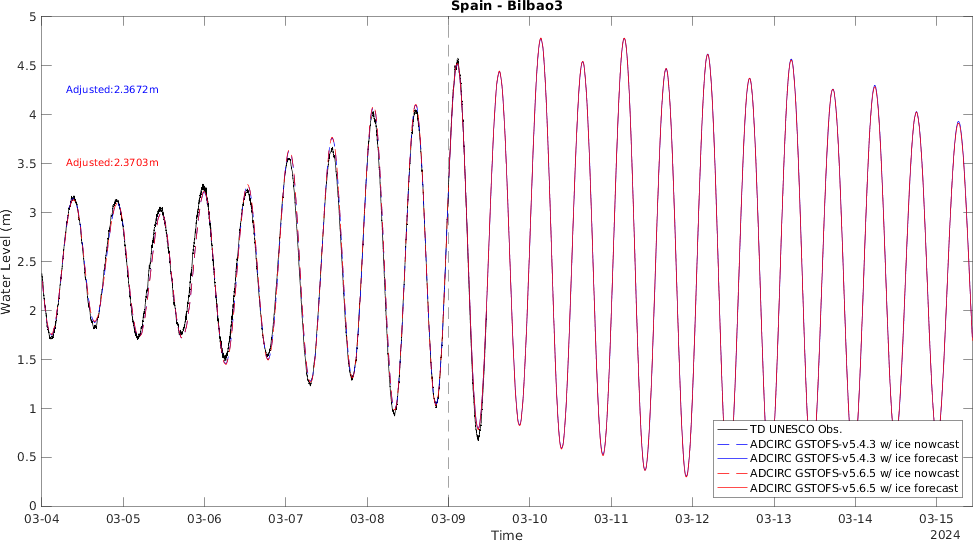 Spain - Bilbao3
5
4.5
4
3.5
3
2.5
2
1.5
1
0.5
0
Water Level (m)
Adjusted:2.3672m
Adjusted:2.3703m
TD UNESCO Obs.
ADCIRC GSTOFS-v5.4.3 w/ ice nowcast
ADCIRC GSTOFS-v5.4.3 w/ ice forecast
ADCIRC GSTOFS-v5.6.5 w/ ice nowcast
ADCIRC GSTOFS-v5.6.5 w/ ice forecast
03-04 03-05 03-06 03-07 03-08 03-09 03-10 03-11 03-12 03-13 03-14 03-15
2024
Time